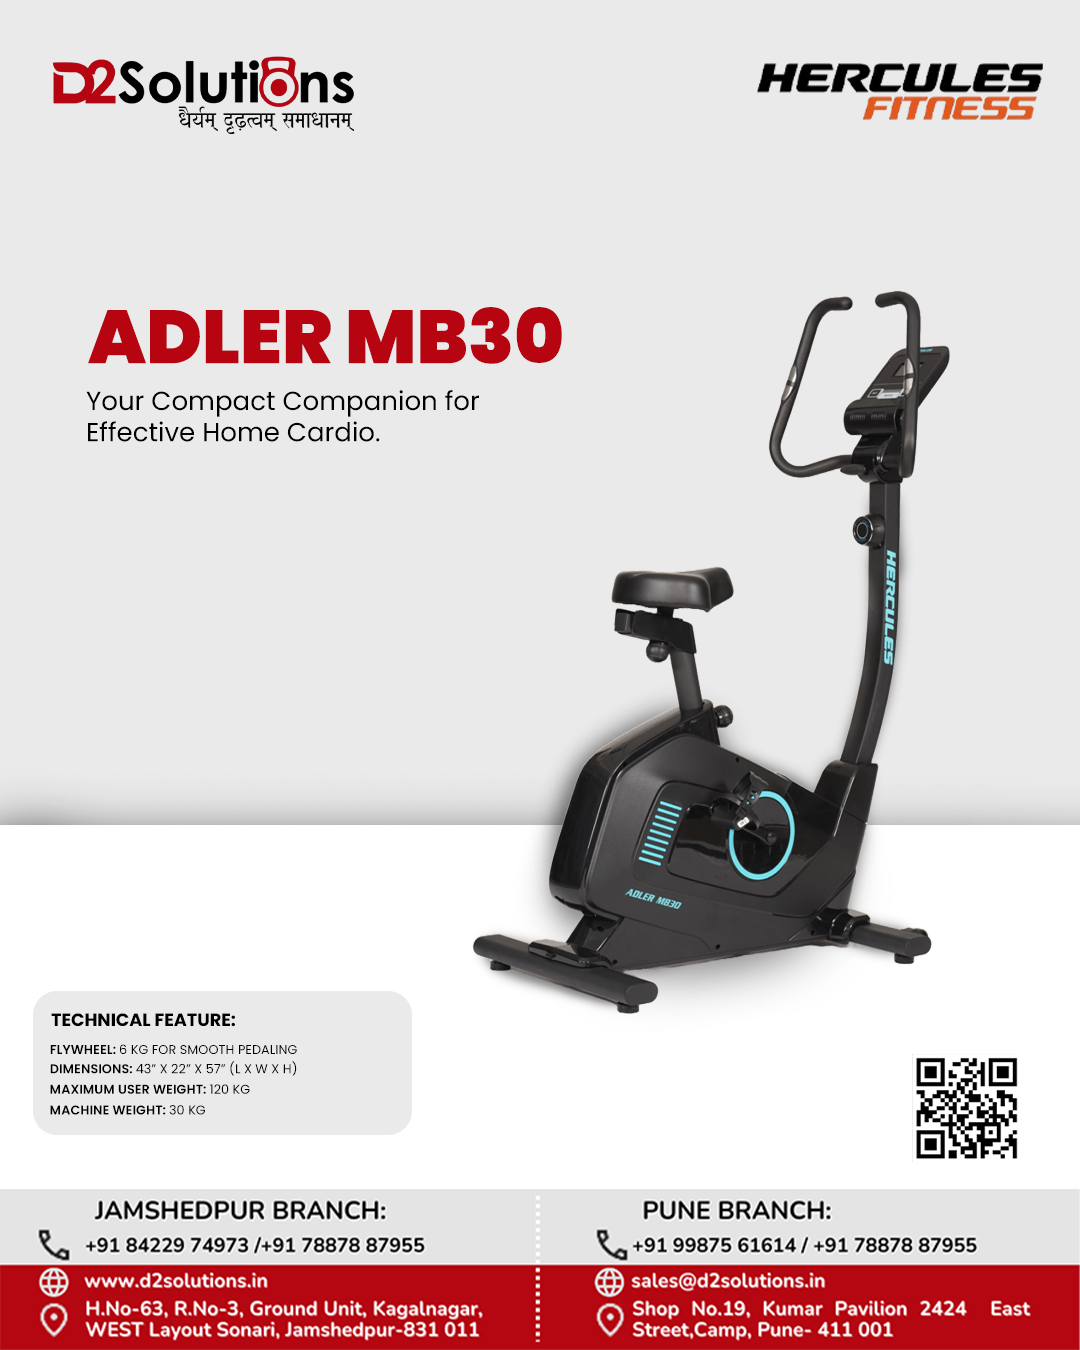 D2Solutions
धैर्यम् दृढ़त्वम् समाधानम्
HERCULES
FITNESS
ADLER MB30
Your Compact Companion for
Effective Home Cardio.
HERCULES
ADLER MB30
TECHNICAL FEATURE:
FLYWHEEL: 6 KG FOR SMOOTH PEDALING
DIMENSIONS: 43” X 22” X 57” (L X W X H)
MAXIMUM USER WEIGHT: 120 KG
MACHINE WEIGHT: 30 KG
JAMSHEDPUR BRANCH:
+91 84229 74973 /+91 78878 87955
www.d2solutions.in
H.No-63, R.No-3, Ground Unit, Kagalnagar,
WEST Layout Sonari, Jamshedpur-831 011
PUNE BRANCH:
+91 99875 61614 / +91 78878 87955
sales@d2solutions.in
Shop No.19, Kumar Pavilion 2424 East
Street,Camp, Pune- 411 001